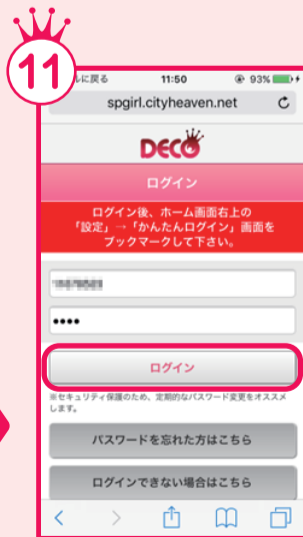 11
ルに戻る 11:50 93%
spgirl.cityheaven.net
DECO
ログイン
ログイン後、ホーム画面右上の
「設定」→「かんたんログイン」画面を
ブックマークして下さい。
••••
ログイン
※セキュリティ保護のため、定期的なパスワード変更をオススメ
します。
パスワードを忘れた方はこちら
ログインできない場合はこちら